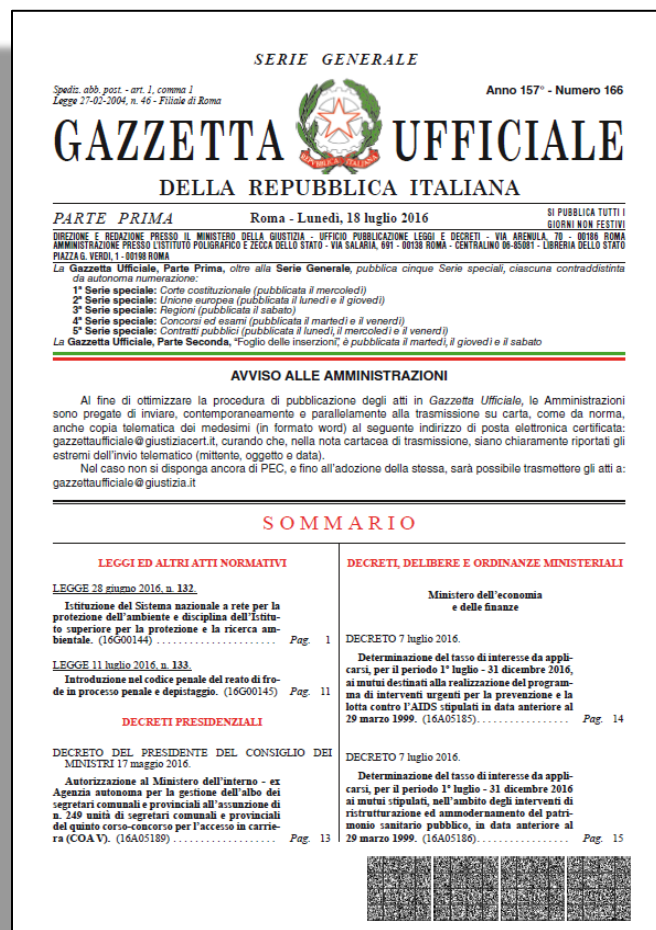 SERIE GENERALE
Spediz. abb. post. - art. 1, comma 1
Legge 27-02-2004, n. 46 - Filiale di Roma
Anno 157° - Numero 166
GAZZETTA UFFICIALE
REPVBBLICA ITALIANA
DELLA REPUBBLICA ITALIANA
PARTE PRIMA
Roma - Lunedì, 18 luglio 2016
SI PUBBLICA TUTTI I
GIORNI NON FESTIVI
DIREZIONE E REDAZIONE PRESSO IL MINISTERO DELLA GIUSTIZIA - UFFICIO PUBBLICAZIONE LEGGI E DECRETI - VIA ARENULA, 70 - 00186 ROMA
AMMINISTRAZIONE PRESSO L'ISTITUTO POLIGRAFICO E ZECCA DELLO STATO - VIA SALARIA, 691 - 00138 ROMA - CENTRALINO 06-85081 - LIBRERIA DELLO STATO
PIAZZA G. VERDI, 1 - 00198 ROMA
La Gazzetta Ufficiale, Parte Prima, oltre alla Serie Generale, pubblica cinque Serie speciali, ciascuna contraddistinta
da autonoma numerazione:
1ª Serie speciale: Corte costituzionale (pubblicata il mercoledì)
2ª Serie speciale: Unione europea (pubblicata il lunedì e il giovedì)
3ª Serie speciale: Regioni (pubblicata il sabato)
4ª Serie speciale: Concorsi ed esami (pubblicata il martedì e il venerdì)
5ª Serie speciale: Contratti pubblici (pubblicata il lunedì, il mercoledì e il venerdì)
La Gazzetta Ufficiale, Parte Seconda, "Foglio delle inserzioni", è pubblicata il martedì, il giovedì e il sabato
AVVISO ALLE AMMINISTRAZIONI
Al fine di ottimizzare la procedura di pubblicazione degli atti in Gazzetta Ufficiale, le Amministrazioni
sono pregate di inviare, contemporaneamente e parallelamente alla trasmissione su carta, come da norma,
anche copia telematica dei medesimi (in formato word) al seguente indirizzo di posta elettronica certificata:
gazzettaufficiale@giustiziacert.it, curando che, nella nota cartacea di trasmissione, siano chiaramente riportati gli
estremi dell'invio telematico (mittente, oggetto e data).
Nel caso non si disponga ancora di PEC, e fino all'adozione della stessa, sarà possibile trasmettere gli atti a:
gazzettaufficiale@giustizia.it
SOMMARIO
LEGGI ED ALTRI ATTI NORMATIVI
LEGGE 28 giugno 2016, n. 132.
Istituzione del Sistema nazionale a rete per la
protezione dell'ambiente e disciplina dell'Istitu-
to superiore per la protezione e la ricerca am-
bientale. (16G00144) . . . . . . . . . . . . . . . . . . . . Pag. 1
LEGGE 11 luglio 2016, n. 133.
Introduzione nel codice penale del reato di fro-
de in processo penale e depistaggio. (16G00145) Pag. 11
DECRETI PRESIDENZIALI
DECRETO DEL PRESIDENTE DEL CONSIGLIO DEI
MINISTRI 17 maggio 2016.
Autorizzazione al Ministero dell'interno - ex
Agenzia autonoma per la gestione dell'albo dei
segretari comunali e provinciali all'assunzione di
n. 249 unità di segretari comunali e provinciali
del quinto corso-concorso per l'accesso in carrie-
ra (COA V). (16A05189) . . . . . . . . . . . . . . . . . Pag. 13
DECRETI, DELIBERE E ORDINANZE MINISTERIALI
Ministero dell'economia
e delle finanze
DECRETO 7 luglio 2016.
Determinazione del tasso di interesse da appli-
carsi, per il periodo 1° luglio - 31 dicembre 2016,
ai mutui destinati alla realizzazione del program-
ma di interventi urgenti per la prevenzione e la
lotta contro l'AIDS stipulati in data anteriore al
29 marzo 1999. (16A05185) . . . . . . . . . . . . . . . Pag. 14
DECRETO 7 luglio 2016.
Determinazione del tasso di interesse da appli-
carsi, per il periodo 1° luglio - 31 dicembre 2016
ai mutui stipulati, nell'ambito degli interventi di
ristrutturazione ed ammodernamento del patri-
monio sanitario pubblico, in data anteriore al
29 marzo 1999. (16A05186) . . . . . . . . . . . . . . . Pag. 15